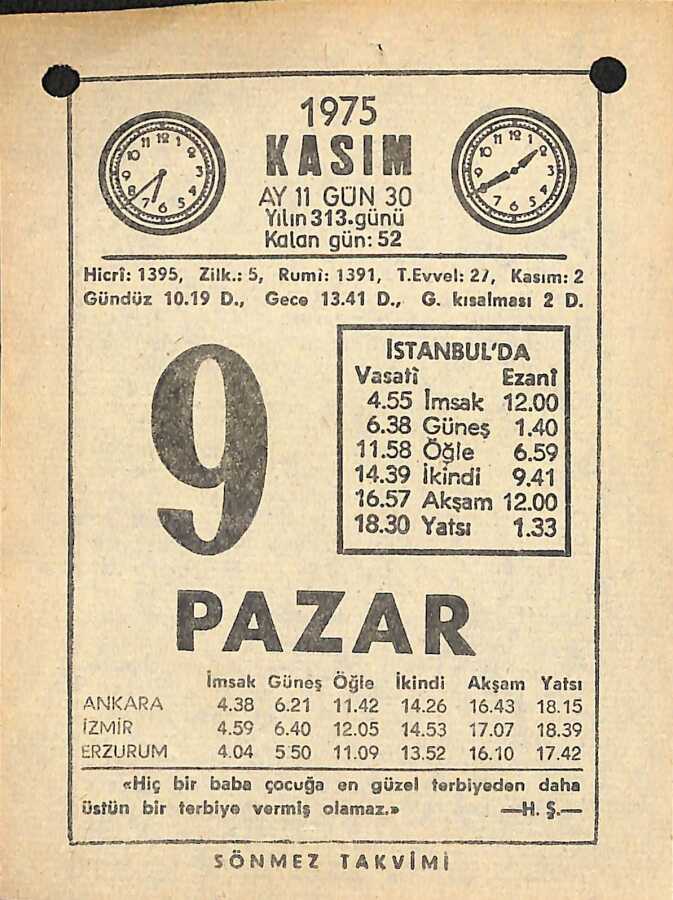 1975
KASIM
AY 11 GÜN 30
Yılın 313.günü
Kalan gün: 52
Hicrî: 1395, Zilk.: 5, Rumi: 1391, T.Evvel: 27, Kasım: 2
Gündüz 10.19 D., Gece 13.41 D., G. kısalması 2 D.
9
İSTANBUL'DA
Vasatî Ezanî
4.55 İmsak 12.00
6.38 Güneş 1.40
11.58 Öğle 6.59
14.39 İkindi 9.41
16.57 Akşam 12.00
18.30 Yatsı 1.33
PAZAR
İmsak Güneş Öğle İkindi Akşam Yatsı
ANKARA 4.38 6.21 11.42 14.26 16.43 18.15
İZMİR 4.59 6.40 12.05 14.53 17.07 18.39
ERZURUM 4.04 5 50 11.09 13.52 16.10 17.42
«Hiç bir baba çocuğa en güzel terbiyeden daha
üstün bir terbiye vermiş olamaz.» —H. Ş.—
SÖNMEZ TAKVİMİ